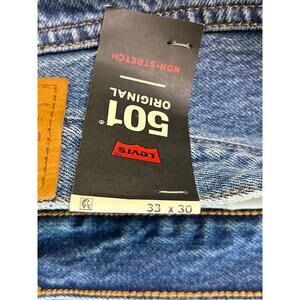 NON-STRETCH
501®
ORIGINAL
Levi's
33 x 30